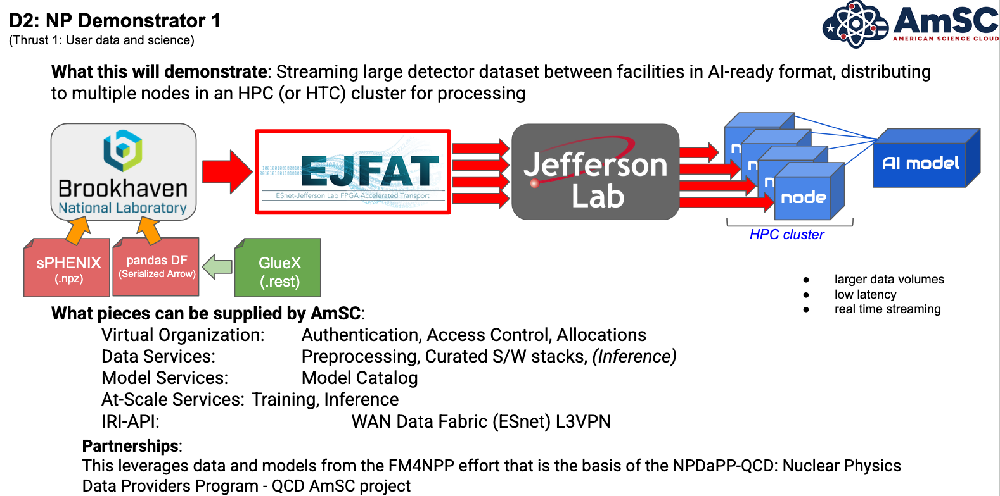 D2: NP Demonstrator 1
(Thrust 1: User data and science)
AmSC
AMERICAN SCIENCE CLOUD
What this will demonstrate: Streaming large detector dataset between facilities in AI-ready format, distributing
to multiple nodes in an HPC (or HTC) cluster for processing
Brookhaven
National Laboratory
EJFAT
ESnet-Jefferson Lab FPGA Accelerated Transport
Jefferson
Lab
n
n
n
node
AI model
HPC cluster
sPHENIX
(.npz)
pandas DF
(Serialized Arrow)
GlueX
(.rest)
● larger data volumes
● low latency
● real time streaming
What pieces can be supplied by AmSC:
Virtual Organization: Authentication, Access Control, Allocations
Data Services: Preprocessing, Curated S/W stacks, (Inference)
Model Services: Model Catalog
At-Scale Services: Training, Inference
IRI-API: WAN Data Fabric (ESnet) L3VPN
Partnerships:
This leverages data and models from the FM4NPP effort that is the basis of the NPDaPP-QCD: Nuclear Physics
Data Providers Program - QCD AmSC project